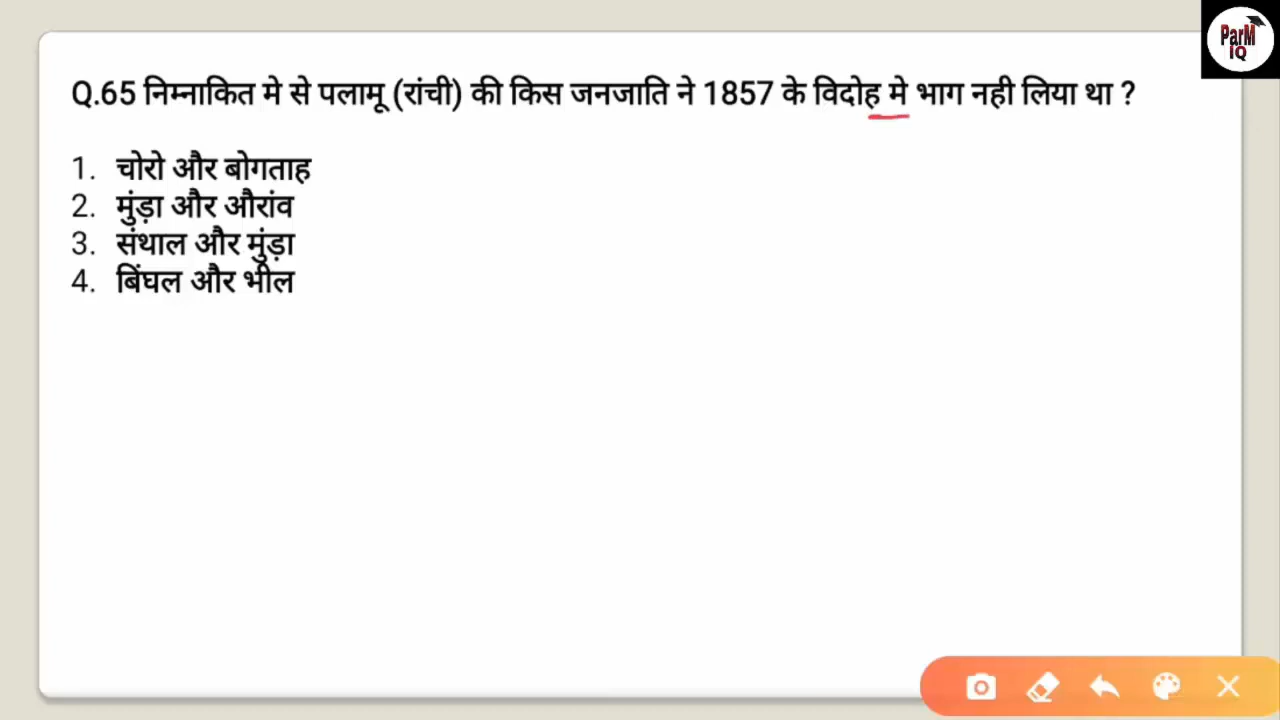 ParM
IQ
Q.65 निम्नाकित मे से पलामू (रांची) की किस जनजाति ने 1857 के विदोह मे भाग नही लिया था ?
1. चोरो और बोगताह
2. मुंड़ा और औरांव
3. संथाल और मुंड़ा
4. बिंघल और भील